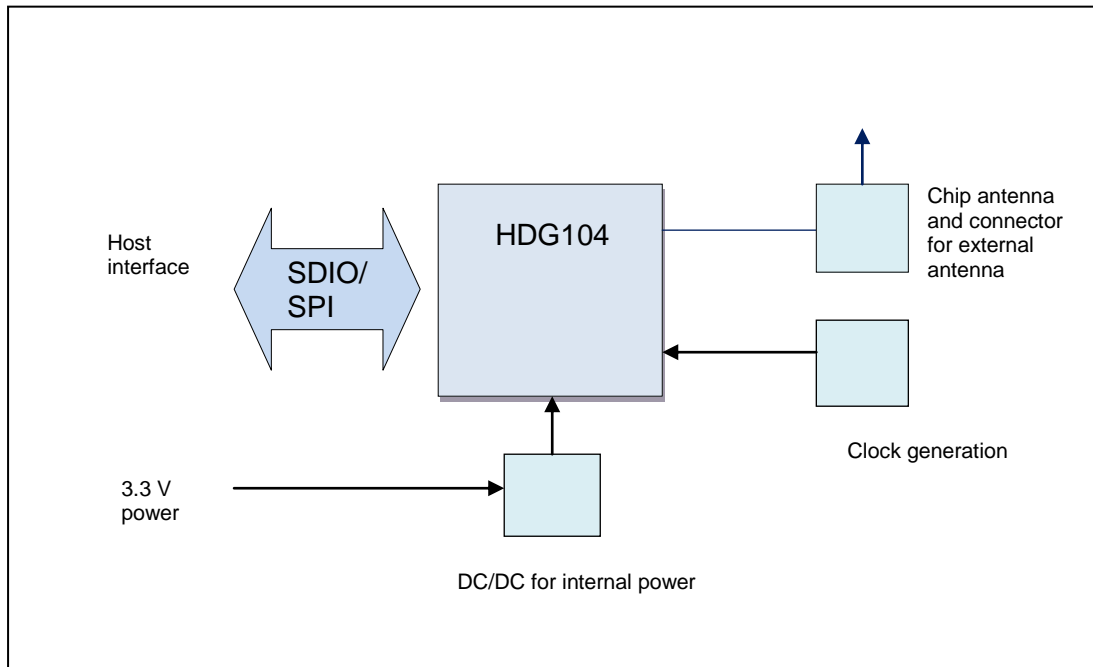 HDG104
Chip antenna
and connector
for external
antenna
Host
interface
SDIO/
SPI
Clock generation
3.3 V
power
DC/DC for internal power